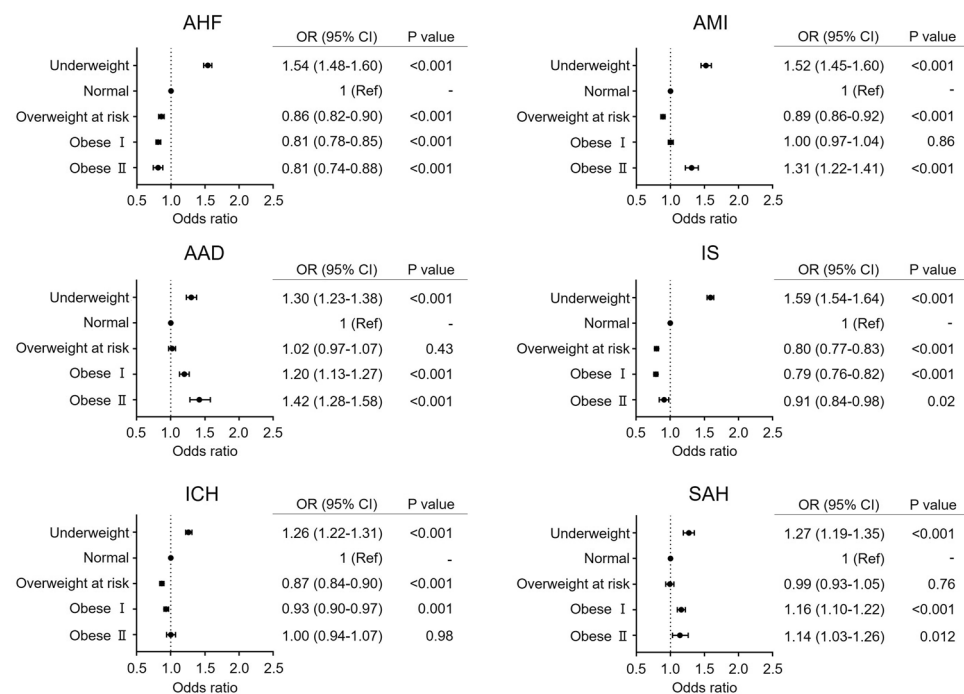 AHF
OR (95% CI) P value
Underweight 1.54 (1.48-1.60) <0.001
Normal 1 (Ref) -
Overweight at risk 0.86 (0.82-0.90) <0.001
Obese Ⅰ 0.81 (0.78-0.85) <0.001
Obese Ⅱ 0.81 (0.74-0.88) <0.001
0.5 1.0 1.5 2.0 2.5
Odds ratio
AMI
OR (95% CI) P value
Underweight 1.52 (1.45-1.60) <0.001
Normal 1 (Ref) -
Overweight at risk 0.89 (0.86-0.92) <0.001
Obese Ⅰ 1.00 (0.97-1.04) 0.86
Obese Ⅱ 1.31 (1.22-1.41) <0.001
0.5 1.0 1.5 2.0 2.5
Odds ratio
AAD
OR (95% CI) P value
Underweight 1.30 (1.23-1.38) <0.001
Normal 1 (Ref) -
Overweight at risk 1.02 (0.97-1.07) 0.43
Obese Ⅰ 1.20 (1.13-1.27) <0.001
Obese Ⅱ 1.42 (1.28-1.58) <0.001
0.5 1.0 1.5 2.0 2.5
Odds ratio
IS
OR (95% CI) P value
Underweight 1.59 (1.54-1.64) <0.001
Normal 1 (Ref) -
Overweight at risk 0.80 (0.77-0.83) <0.001
Obese Ⅰ 0.79 (0.76-0.82) <0.001
Obese Ⅱ 0.91 (0.84-0.98) 0.02
0.5 1.0 1.5 2.0 2.5
Odds ratio
ICH
OR (95% CI) P value
Underweight 1.26 (1.22-1.31) <0.001
Normal 1 (Ref) -
Overweight at risk 0.87 (0.84-0.90) <0.001
Obese Ⅰ 0.93 (0.90-0.97) 0.001
Obese Ⅱ 1.00 (0.94-1.07) 0.98
0.5 1.0 1.5 2.0 2.5
Odds ratio
SAH
OR (95% CI) P value
Underweight 1.27 (1.19-1.35) <0.001
Normal 1 (Ref) -
Overweight at risk 0.99 (0.93-1.05) 0.76
Obese Ⅰ 1.16 (1.10-1.22) <0.001
Obese Ⅱ 1.14 (1.03-1.26) 0.012
0.5 1.0 1.5 2.0 2.5
Odds ratio